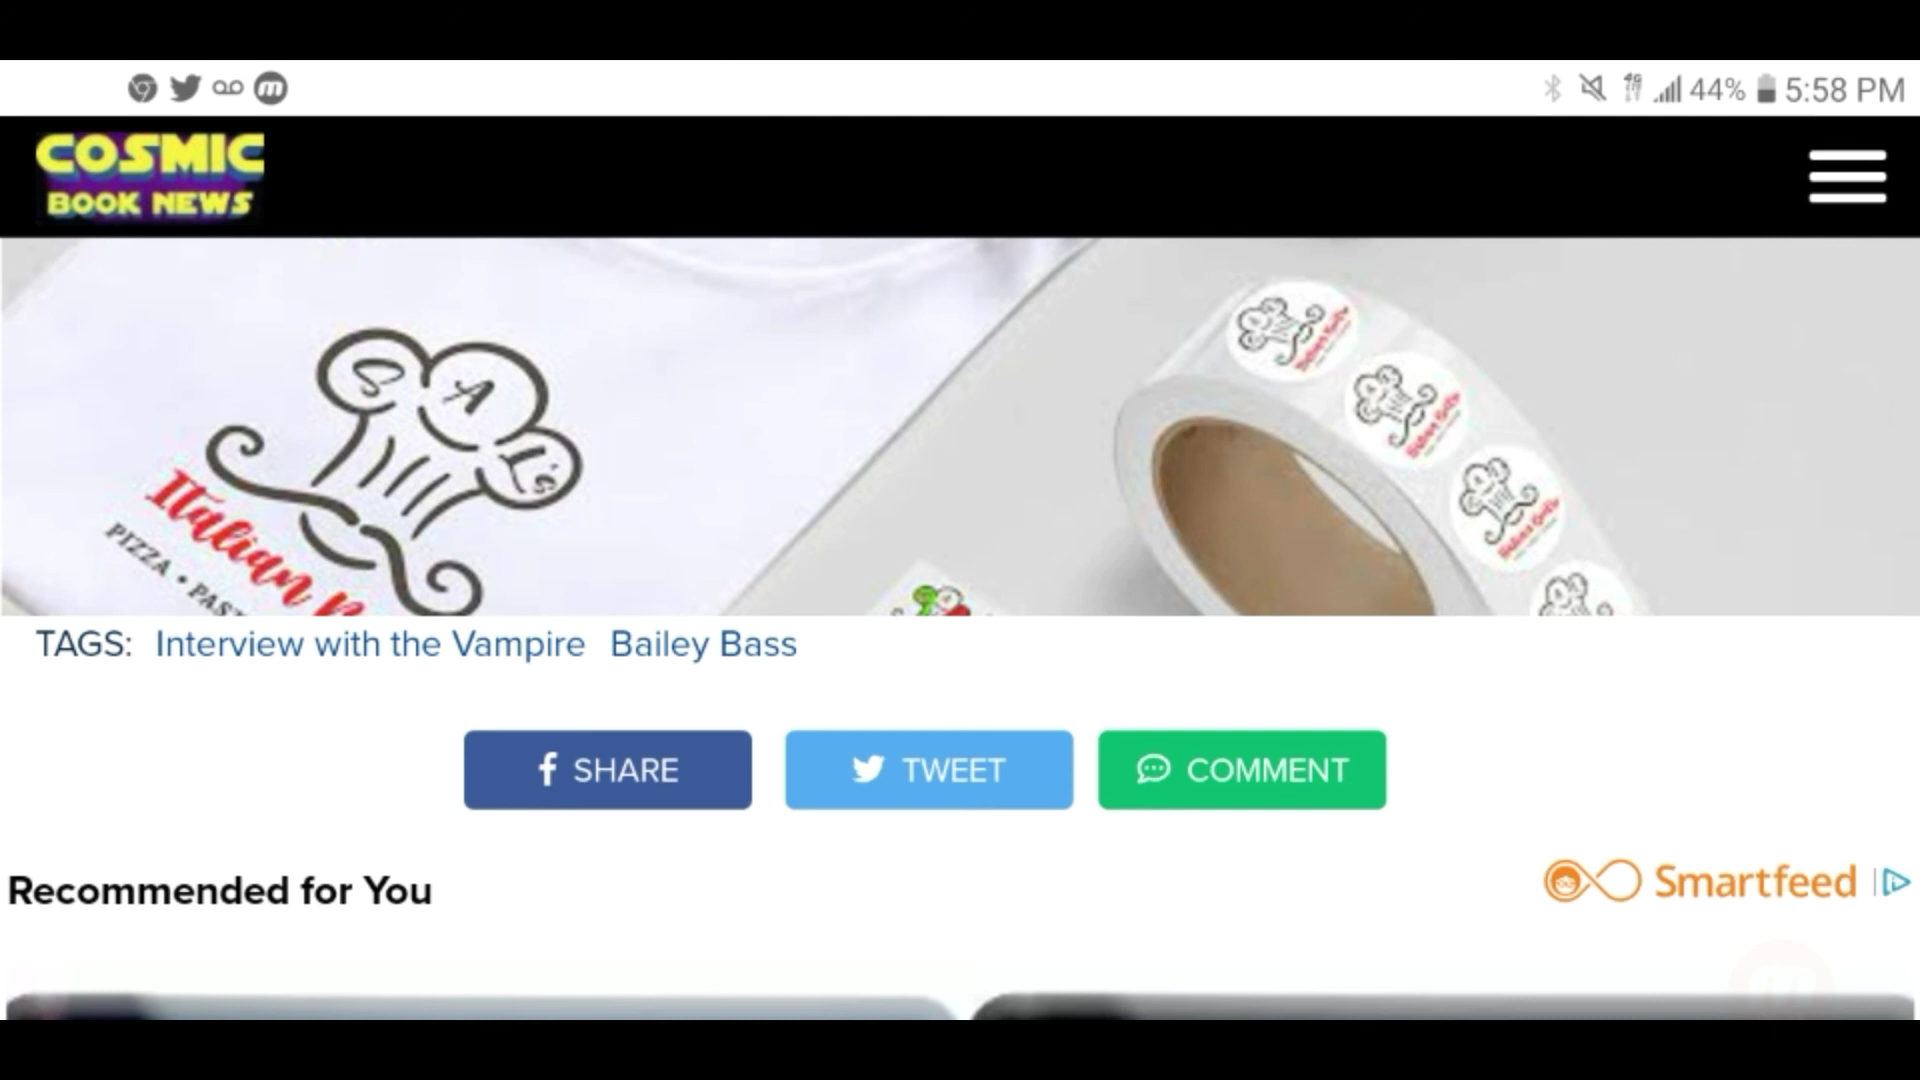 44% 5:58 PM
COSMIC
BOOK NEWS
S A L's
Italian
PIZZA • PAST
TAGS: Interview with the Vampire Bailey Bass
SHARE TWEET COMMENT
Recommended for You
Smartfeed